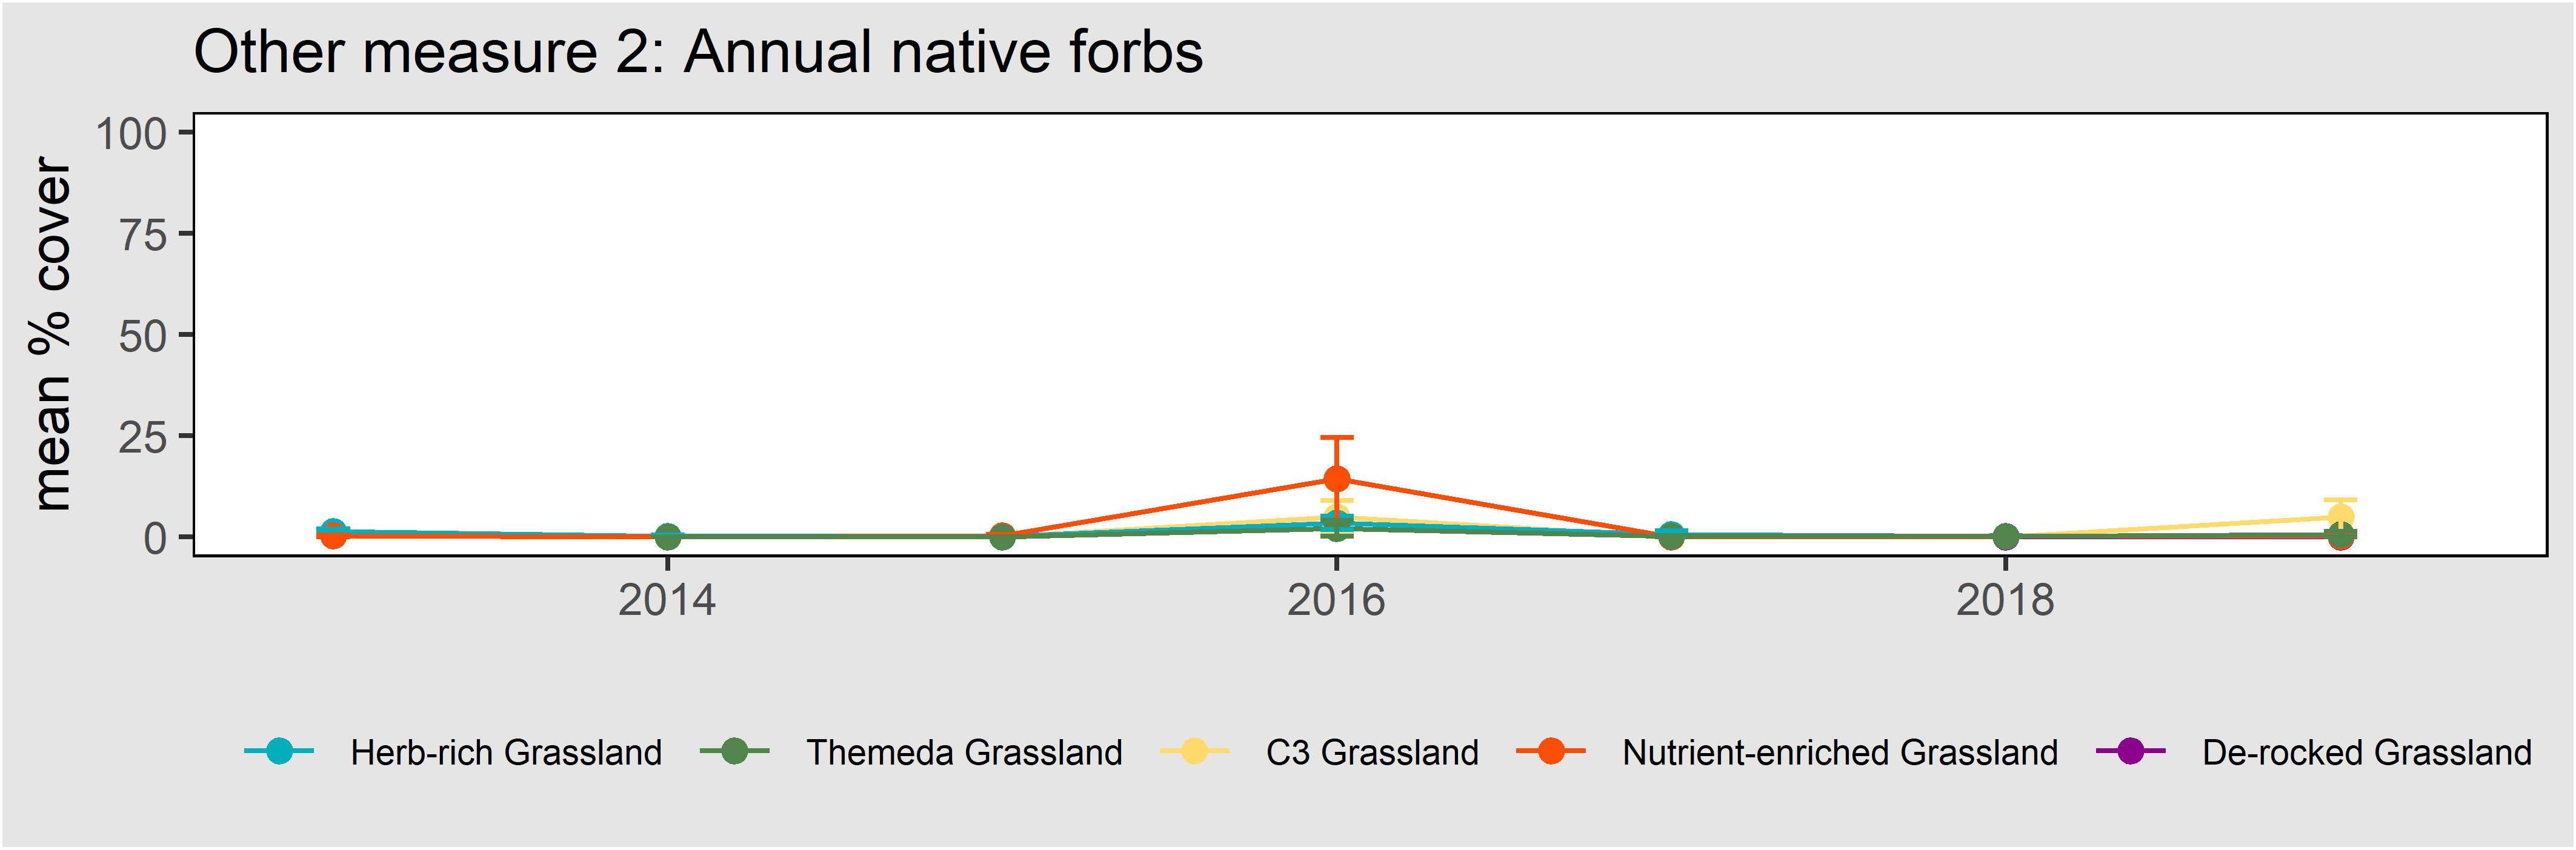 Other measure 2: Annual native forbs
mean % cover
100
75
50
25
0
2014 2016 2018
Herb-rich Grassland Themeda Grassland C3 Grassland Nutrient-enriched Grassland De-rocked Grassland